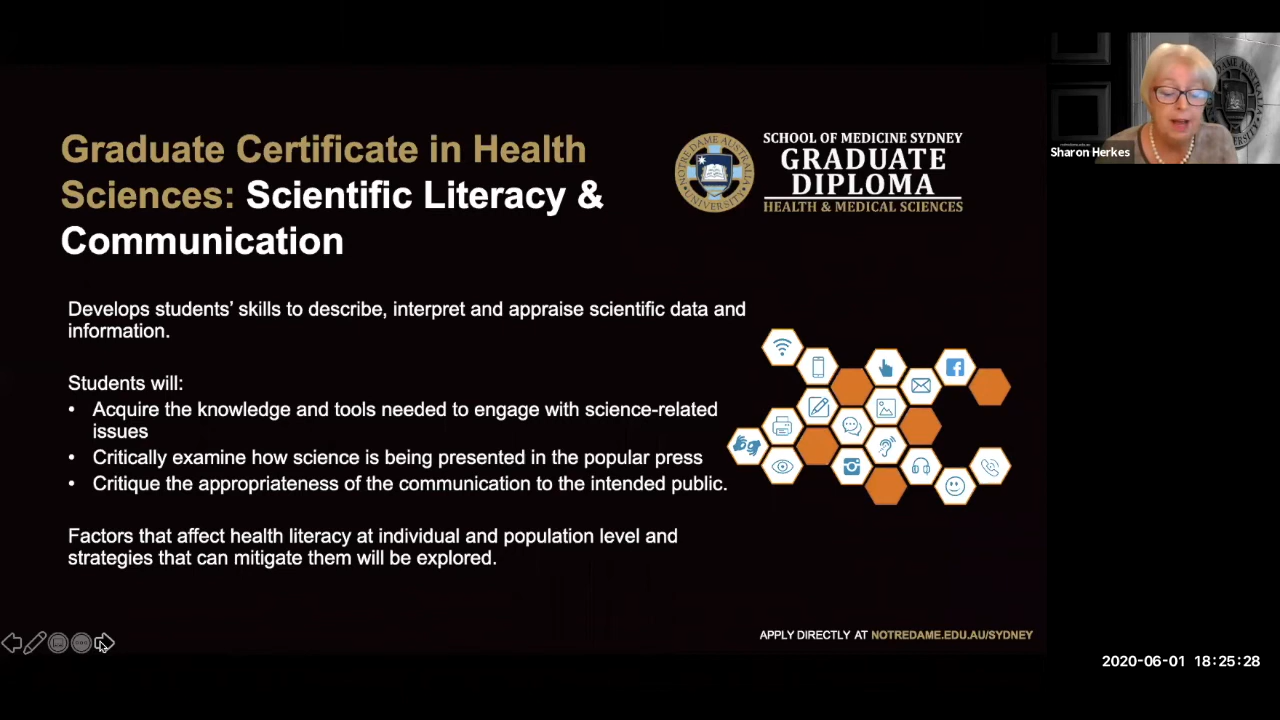 Graduate Certificate in Health
Sciences: Scientific Literacy &
Communication
NOTRE DAME AUSTRALIA
UNIVERSITY
SCHOOL OF MEDICINE SYDNEY
GRADUATE
DIPLOMA
HEALTH & MEDICAL SCIENCES
Sharon Herkes
Develops students’ skills to describe, interpret and appraise scientific data and
information.
Students will:
• Acquire the knowledge and tools needed to engage with science-related
issues
• Critically examine how science is being presented in the popular press
• Critique the appropriateness of the communication to the intended public.
Factors that affect health literacy at individual and population level and
strategies that can mitigate them will be explored.
APPLY DIRECTLY AT NOTREDAME.EDU.AU/SYDNEY
2020-06-01 18:25:28